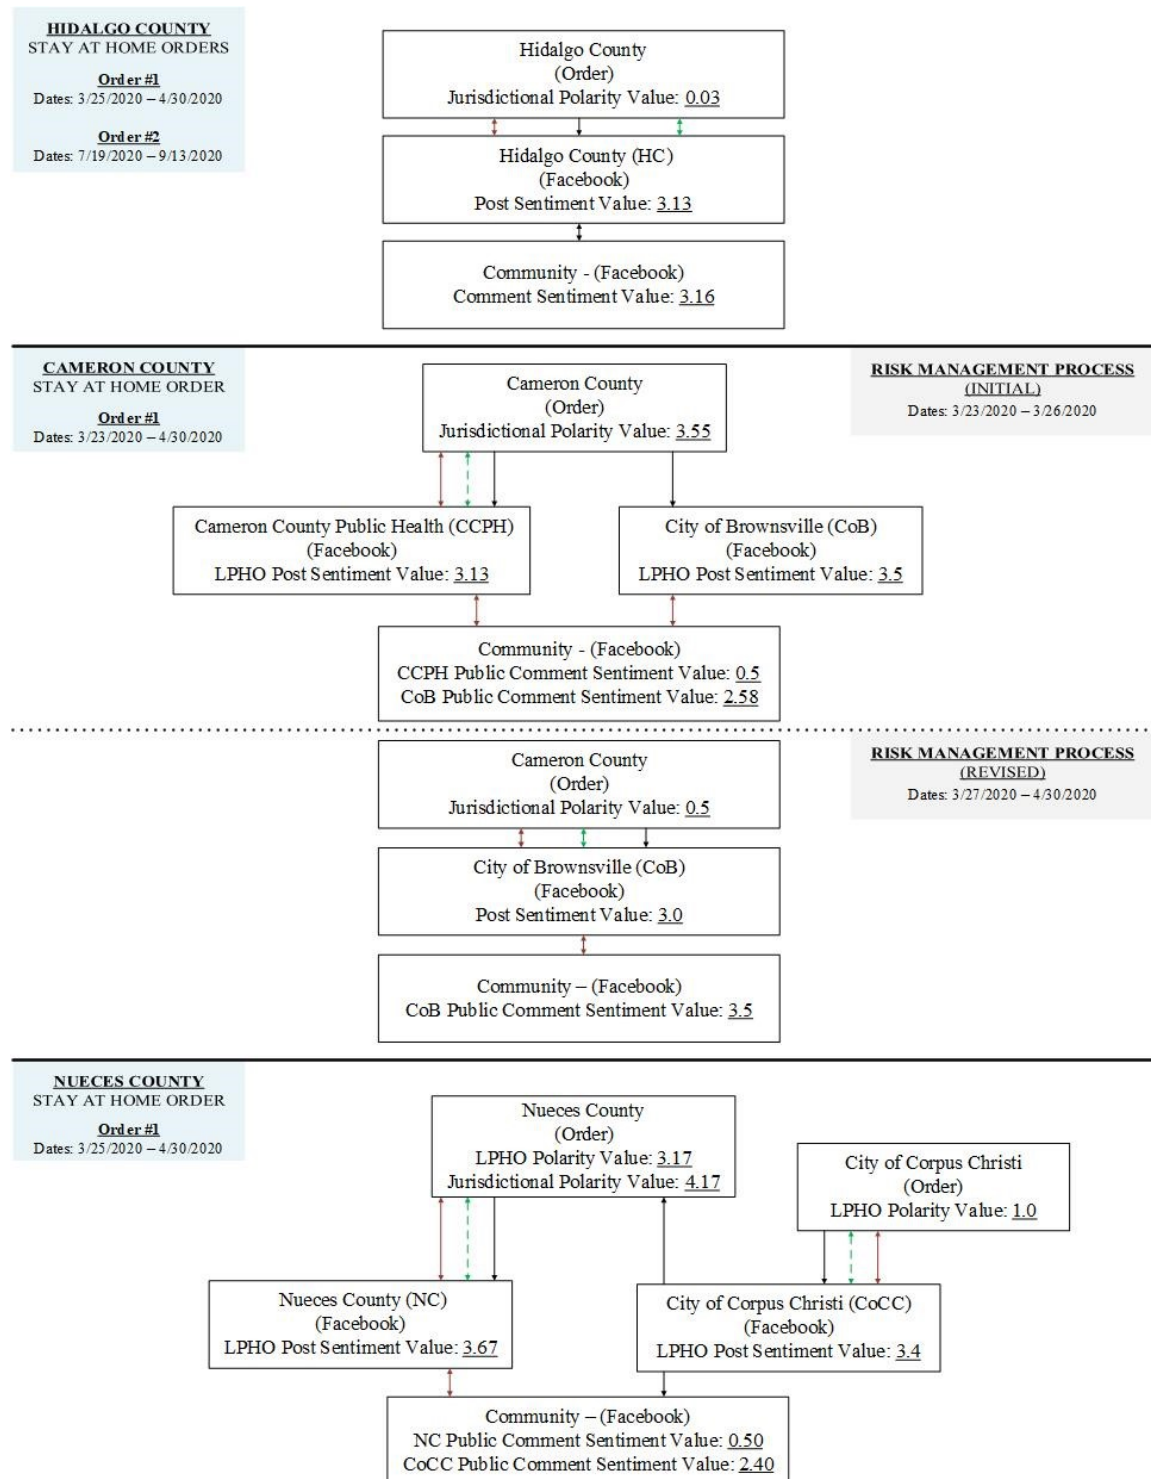 HIDALGO COUNTY
STAY AT HOME ORDERS
Order #1
Dates: 3/25/2020 – 4/30/2020
Order #2
Dates: 7/19/2020 – 9/13/2020
Hidalgo County
(Order)
Jurisdictional Polarity Value: 0.03
Hidalgo County (HC)
(Facebook)
Post Sentiment Value: 3.13
Community - (Facebook)
Comment Sentiment Value: 3.16
CAMERON COUNTY
STAY AT HOME ORDER
Order #1
Dates: 3/23/2020 – 4/30/2020
Cameron County
(Order)
Jurisdictional Polarity Value: 3.55
RISK MANAGEMENT PROCESS
(INITIAL)
Dates: 3/23/2020 – 3/26/2020
Cameron County Public Health (CCPH)
(Facebook)
LPHO Post Sentiment Value: 3.13
City of Brownsville (CoB)
(Facebook)
LPHO Post Sentiment Value: 3.5
Community - (Facebook)
CCPH Public Comment Sentiment Value: 0.5
CoB Public Comment Sentiment Value: 2.58
Cameron County
(Order)
Jurisdictional Polarity Value: 0.5
RISK MANAGEMENT PROCESS
(REVISED)
Dates: 3/27/2020 – 4/30/2020
City of Brownsville (CoB)
(Facebook)
Post Sentiment Value: 3.0
Community – (Facebook)
CoB Public Comment Sentiment Value: 3.5
NUECES COUNTY
STAY AT HOME ORDER
Order #1
Dates: 3/25/2020 – 4/30/2020
Nueces County
(Order)
LPHO Polarity Value: 3.17
Jurisdictional Polarity Value: 4.17
City of Corpus Christi
(Order)
LPHO Polarity Value: 1.0
Nueces County (NC)
(Facebook)
LPHO Post Sentiment Value: 3.67
City of Corpus Christi (CoCC)
(Facebook)
LPHO Post Sentiment Value: 3.4
Community – (Facebook)
NC Public Comment Sentiment Value: 0.50
CoCC Public Comment Sentiment Value: 2.40